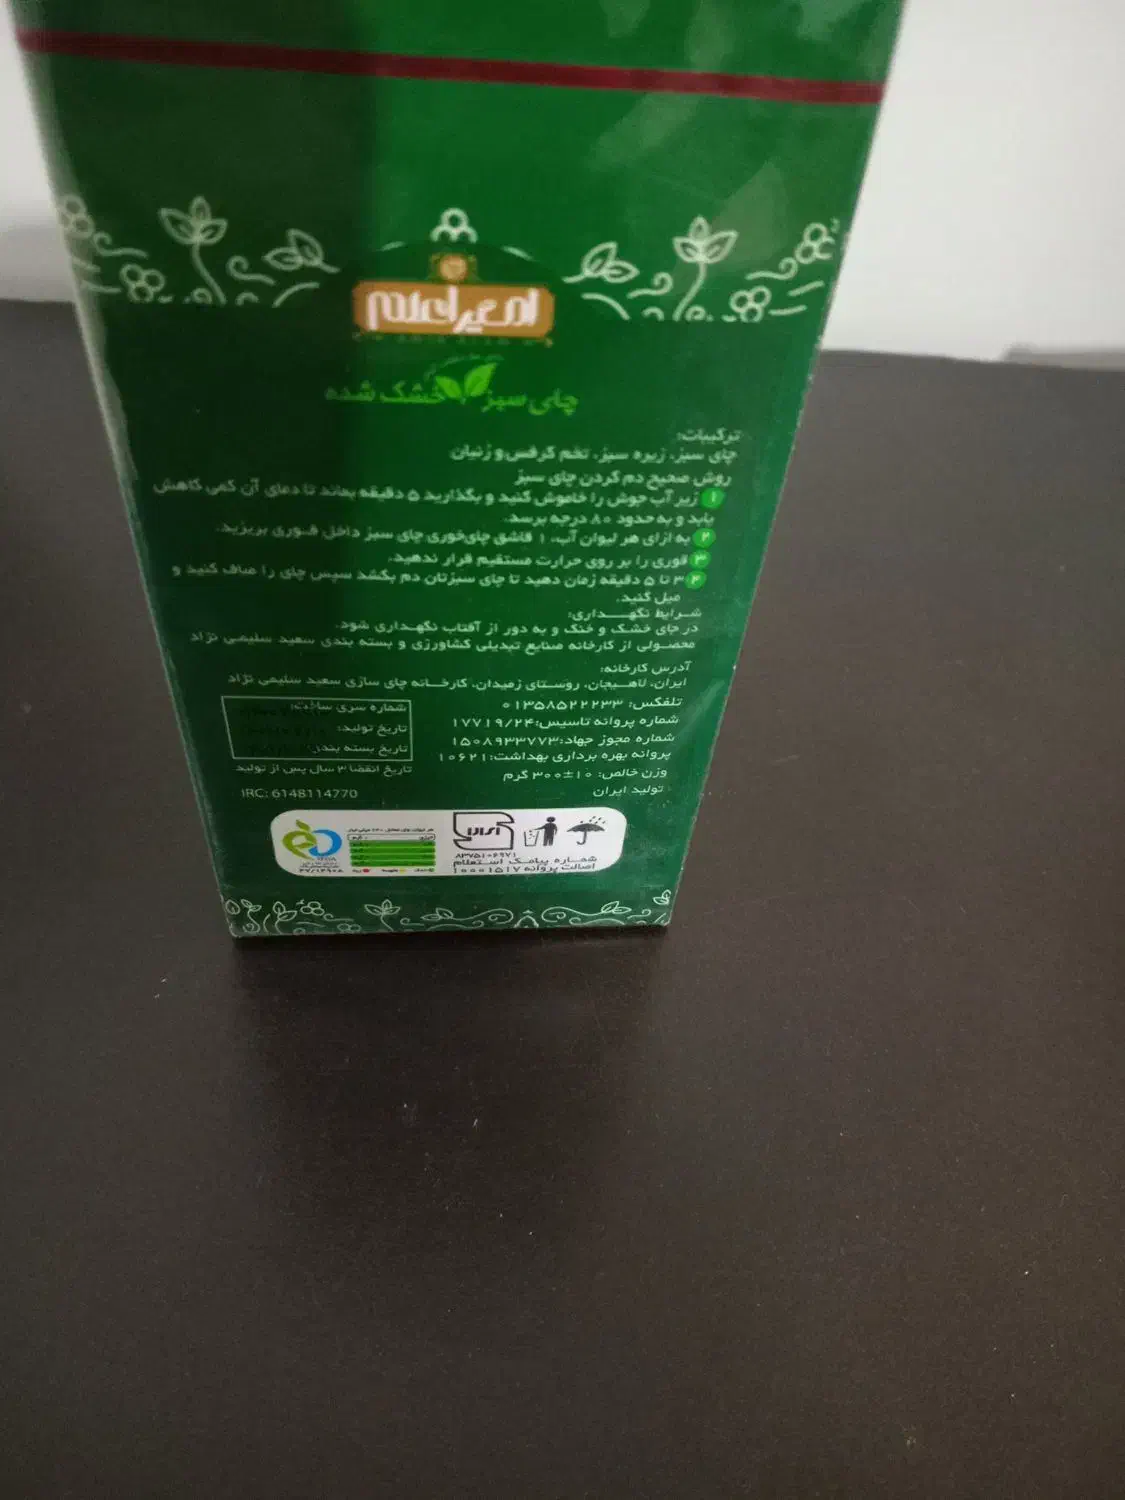 چای سبز خشک شده
ترکیبات:
چای سبز، زیره سبز، تخم کرفس و زنیان
روش صحیح دم کردن چای سبز
۱ زیر آب جوش را خاموش کنید و بگذارید ۵ دقیقه بماند تا دمای آن کمی کاهش
یابد و به حدود ۸۰ درجه برسد.
۲ به ازای هر لیوان آب، ۱ قاشق چای‌خوری چای سبز داخل قوری بریزید.
۳ قوری را بر روی حرارت مستقیم قرار ندهید.
۴ ۳ تا ۵ دقیقه زمان دهید تا چای سبزتان دم بکشد سپس چای را صاف کنید و
میل کنید.
شرایط نگهداری:
در جای خشک و خنک و به دور از آفتاب نگهداری شود.
محصولی از کارخانه صنایع تبدیلی کشاورزی و بسته بندی سعید سلیمی نژاد
آدرس کارخانه:
ایران، لاهیجان، روستای زمیدان، کارخانه چای سازی سعید سلیمی نژاد
تلفکس: ۰۱۳۵۸۵۲۲۲۳۳
شماره پروانه تاسیس: ۱۷۷۱۹/۲۴
شماره مجوز جهاد: ۱۵۰۸۹۳۳۷۷۳
پروانه بهره برداری بهداشت: ۱۰۶۲۱
وزن خالص: ۱۰±۳۰۰ گرم
تولید ایران
شماره سری ساخت:
تاریخ تولید:
تاریخ بسته بندی:
تاریخ انقضا ۳ سال پس از تولید
IRC: 6148114770
۸۳۷۵۱۰۶۹۷۱
شماره پیامک استعلام
اصالت پروانه ۱۰۰۰۱۵۱۷
۴۷/۱۴۹۰۸